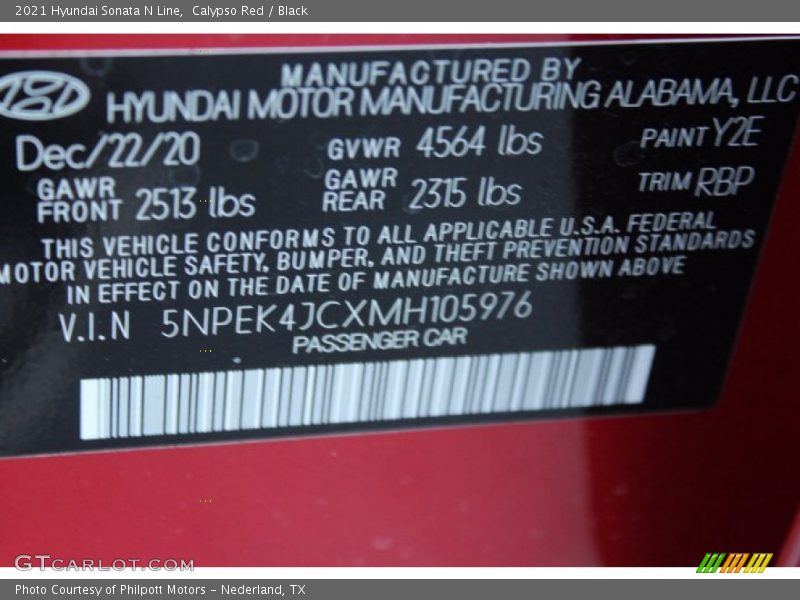 2021 Hyundai Sonata N Line, Calypso Red / Black
MANUFACTURED BY
HYUNDAI MOTOR MANUFACTURING ALABAMA, LLC
Dec/22/20 GVWR 4564 lbs PAINT Y2E
GAWR FRONT 2513 lbs GAWR REAR 2315 lbs TRIM RBP
THIS VEHICLE CONFORMS TO ALL APPLICABLE U.S.A. FEDERAL
MOTOR VEHICLE SAFETY, BUMPER, AND THEFT PREVENTION STANDARDS
IN EFFECT ON THE DATE OF MANUFACTURE SHOWN ABOVE
V.I.N 5NPEK4JCXMH105976
PASSENGER CAR
GTCARLOT.COM
Photo Courtesy of Philpott Motors - Nederland, TX